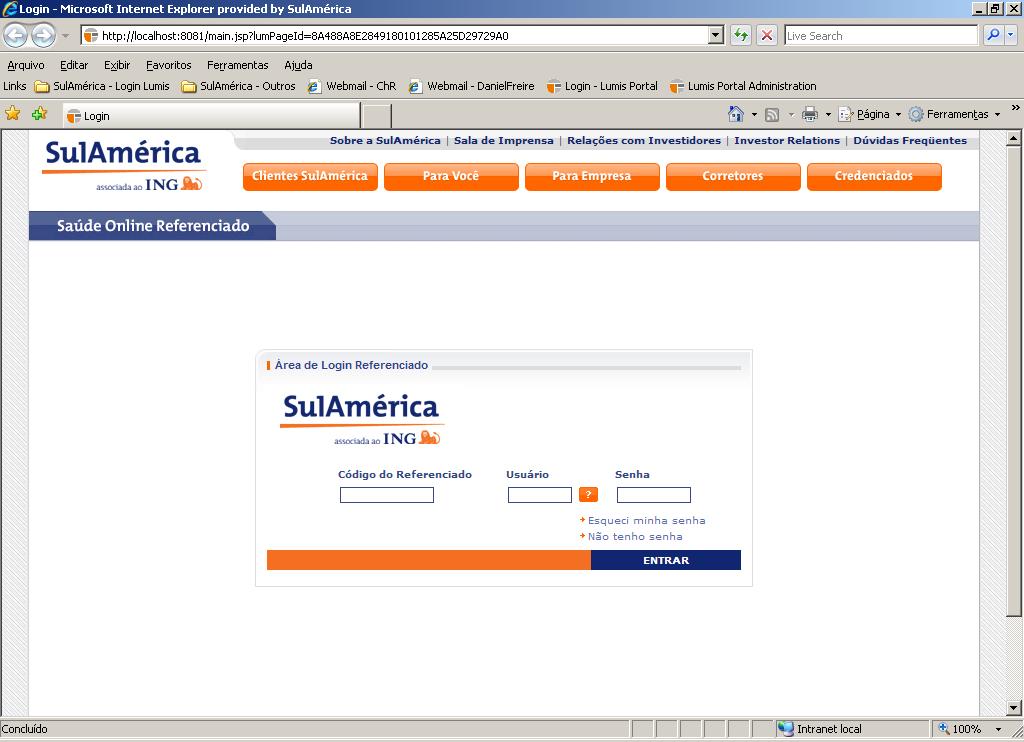 Login - Microsoft Internet Explorer provided by SulAmérica
http://localhost:8081/main.jsp?lumPageId=8A488A8E2849180101285A25D29729A0
Live Search
Arquivo Editar Exibir Favoritos Ferramentas Ajuda
Links SulAmérica - Login Lumis SulAmérica - Outros Webmail - ChR Webmail - DanielFreire Login - Lumis Portal Lumis Portal Administration
Login Página Ferramentas »
Sobre a SulAmérica | Sala de Imprensa | Relações com Investidores | Investor Relations | Dúvidas Freqüentes
SulAmérica
associada ao ING
Clientes SulAmérica Para Você Para Empresa Corretores Credenciados
Saúde Online Referenciado
Área de Login Referenciado
SulAmérica
associada ao ING
Código do Referenciado Usuário Senha
?
Esqueci minha senha
Não tenho senha
ENTRAR
Concluído Intranet local 100%